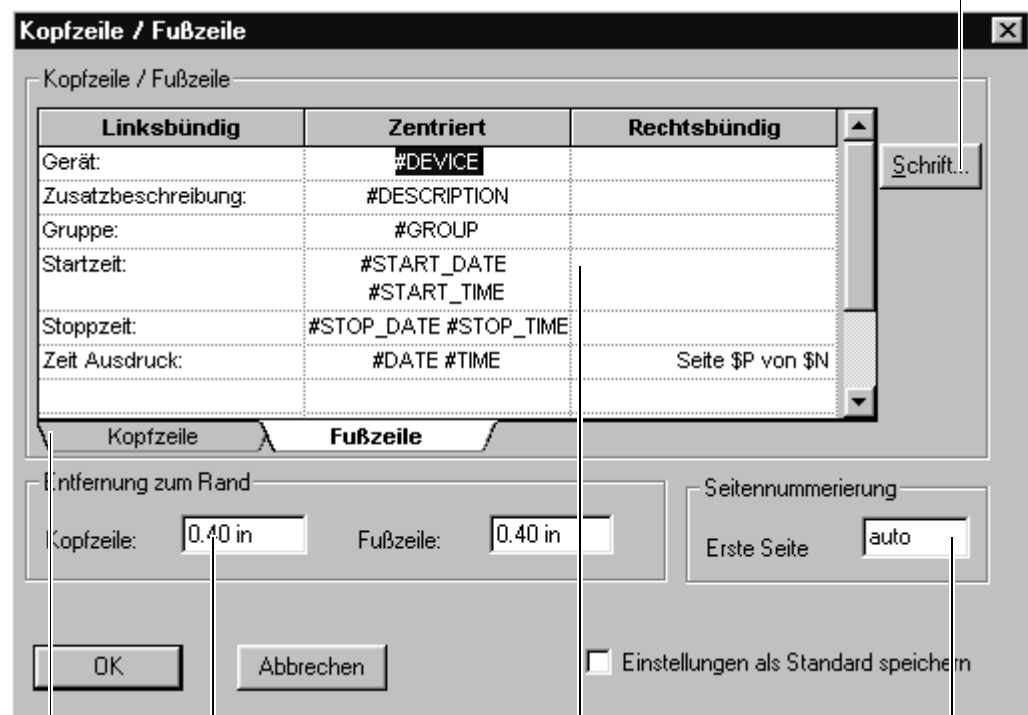 Kopfzeile / Fußzeile
Kopfzeile / Fußzeile
Linksbündig Zentriert Rechtsbündig
Gerät: #DEVICE
Schrift...
Zusatzbeschreibung: #DESCRIPTION
Gruppe: #GROUP
Startzeit: #START_DATE
#START_TIME
Stoppzeit: #STOP_DATE #STOP_TIME
Zeit Ausdruck: #DATE #TIME Seite $P von $N
Kopfzeile Fußzeile
Entfernung zum Rand
Kopfzeile: 0.40 in Fußzeile: 0.40 in
Seitennummerierung
Erste Seite auto
OK Abbrechen Einstellungen als Standard speichern